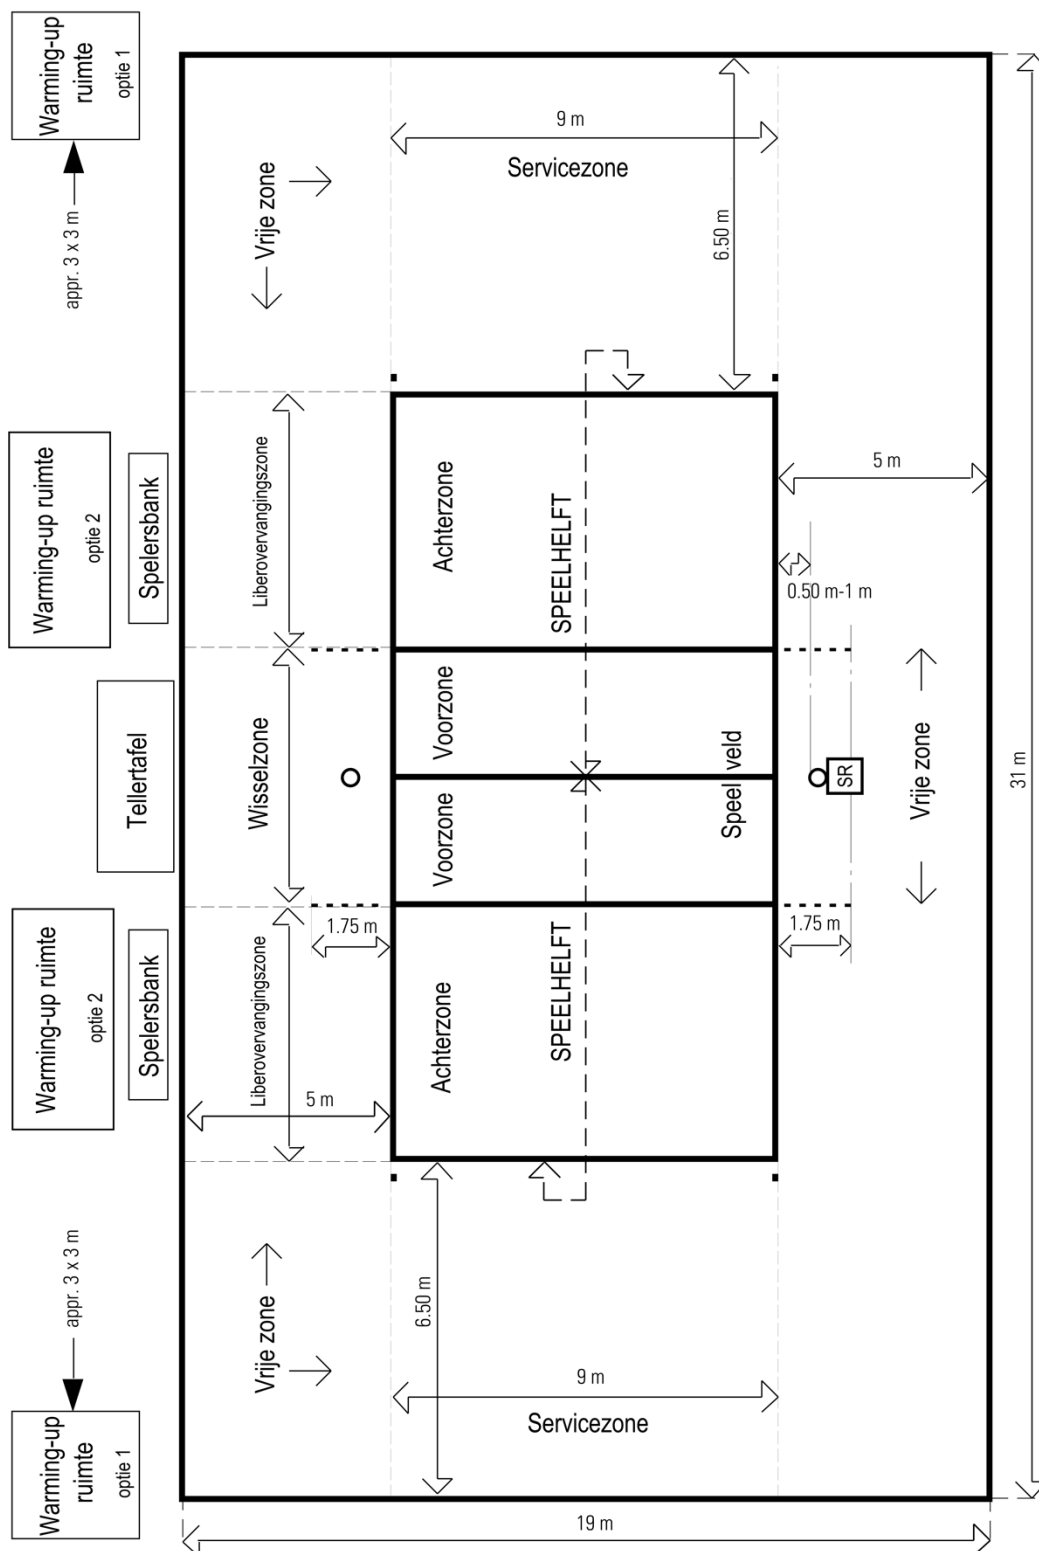 Warming-up
ruimte
optie 1
appr. 3 x 3 m
Vrije zone
9 m
Servicezone
6.50 m
Warming-up ruimte
optie 2
Spelersbank
Liberovervangingszone
Achterzone
SPEELHELFT
5 m
0.50 m-1 m
Tellertafel
Wisselzone
Voorzone
Voorzone
Speel veld
SR
Vrije zone
31 m
Warming-up ruimte
optie 2
Spelersbank
Liberovervangingszone
1.75 m
Achterzone
SPEELHELFT
1.75 m
5 m
appr. 3 x 3 m
Vrije zone
6.50 m
9 m
Servicezone
Warming-up
ruimte
optie 1
19 m